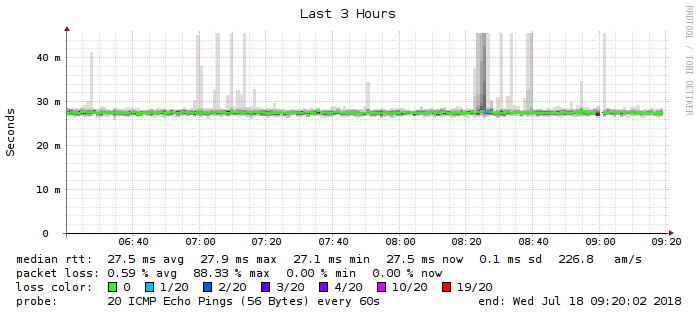 Last 3 Hours
RRDTOOL / TOBI OETIKER
Seconds
40 m
30 m
20 m
10 m
0
06:40 07:00 07:20 07:40 08:00 08:20 08:40 09:00 09:20
median rtt: 27.5 ms avg 27.9 ms max 27.1 ms min 27.5 ms now 0.1 ms sd 226.8 am/s
packet loss: 0.59 % avg 88.33 % max 0.00 % min 0.00 % now
loss color: 0 1/20 2/20 3/20 4/20 10/20 19/20
probe: 20 ICMP Echo Pings (56 Bytes) every 60s end: Wed Jul 18 09:20:02 2018